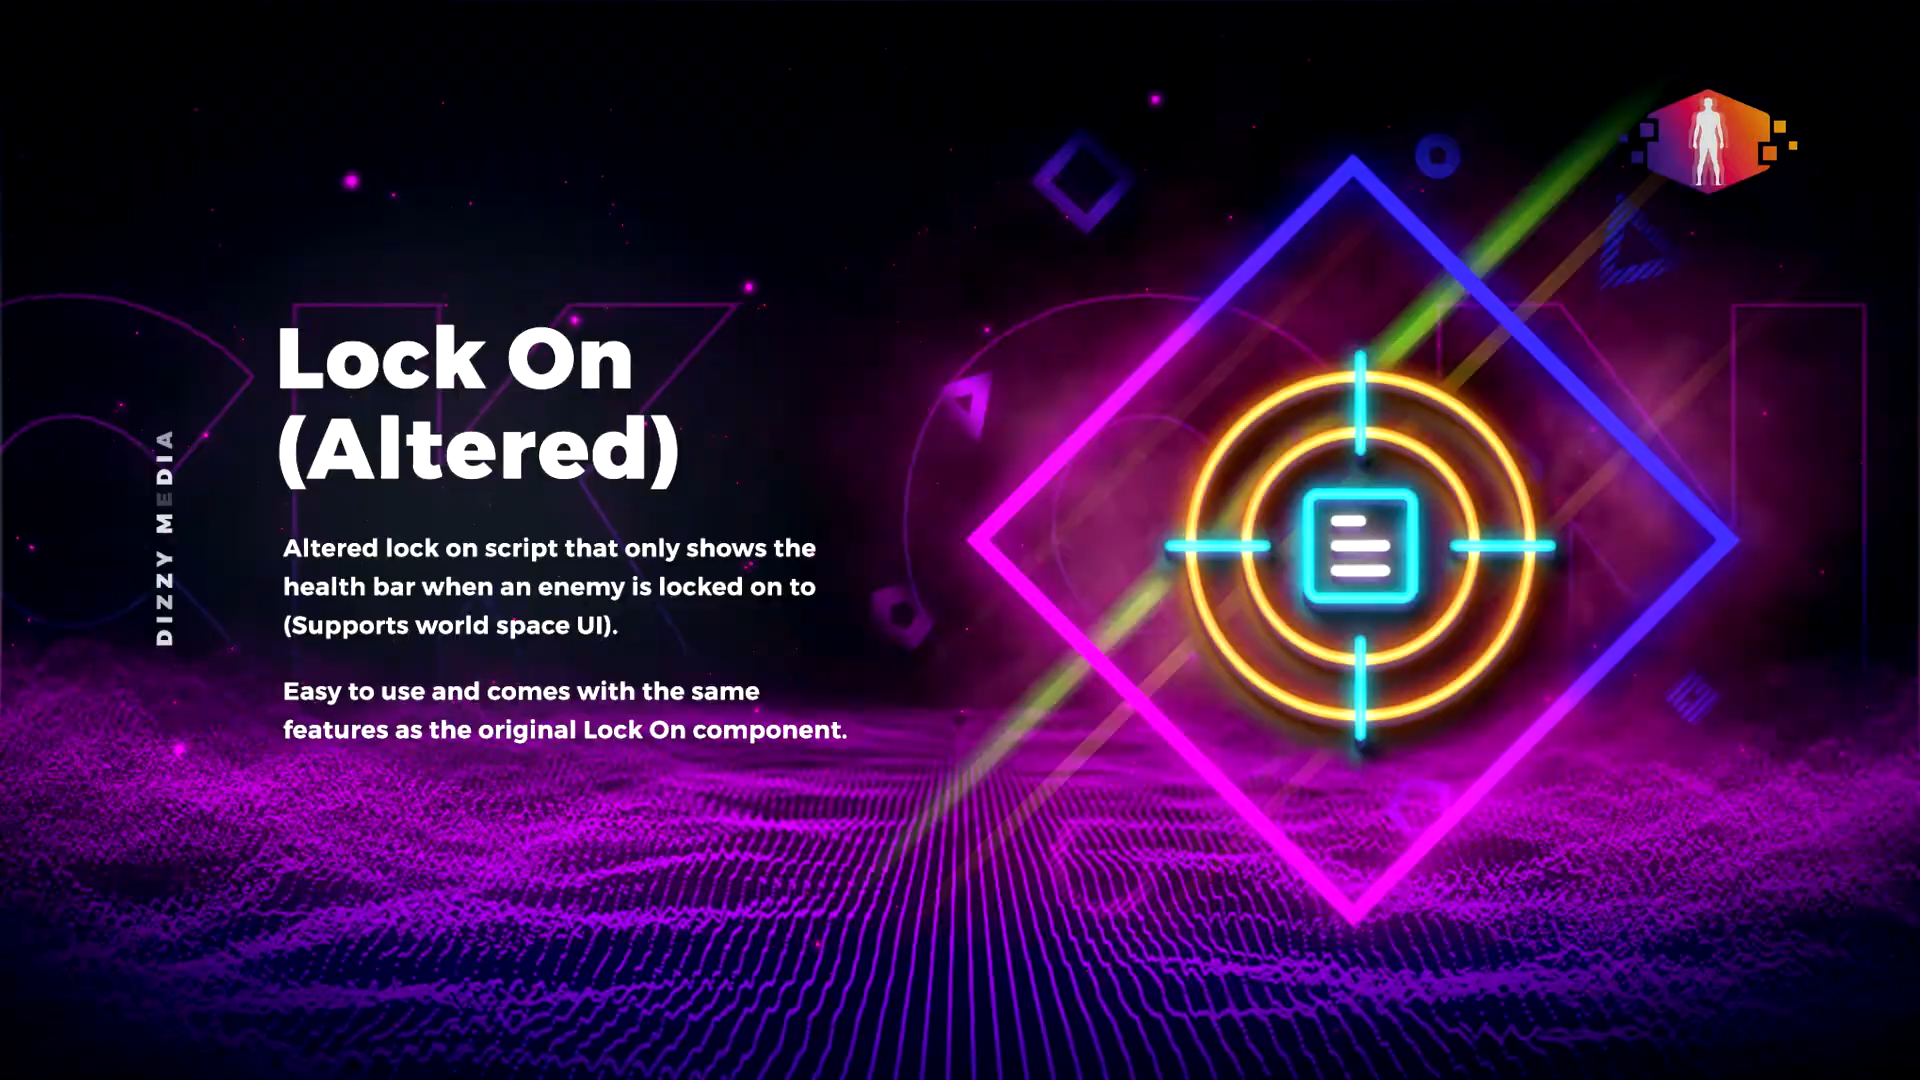 Lock On
(Altered)
DIZZY MEDIA
Altered lock on script that only shows the
health bar when an enemy is locked on to
(Supports world space UI).
Easy to use and comes with the same
features as the original Lock On component.